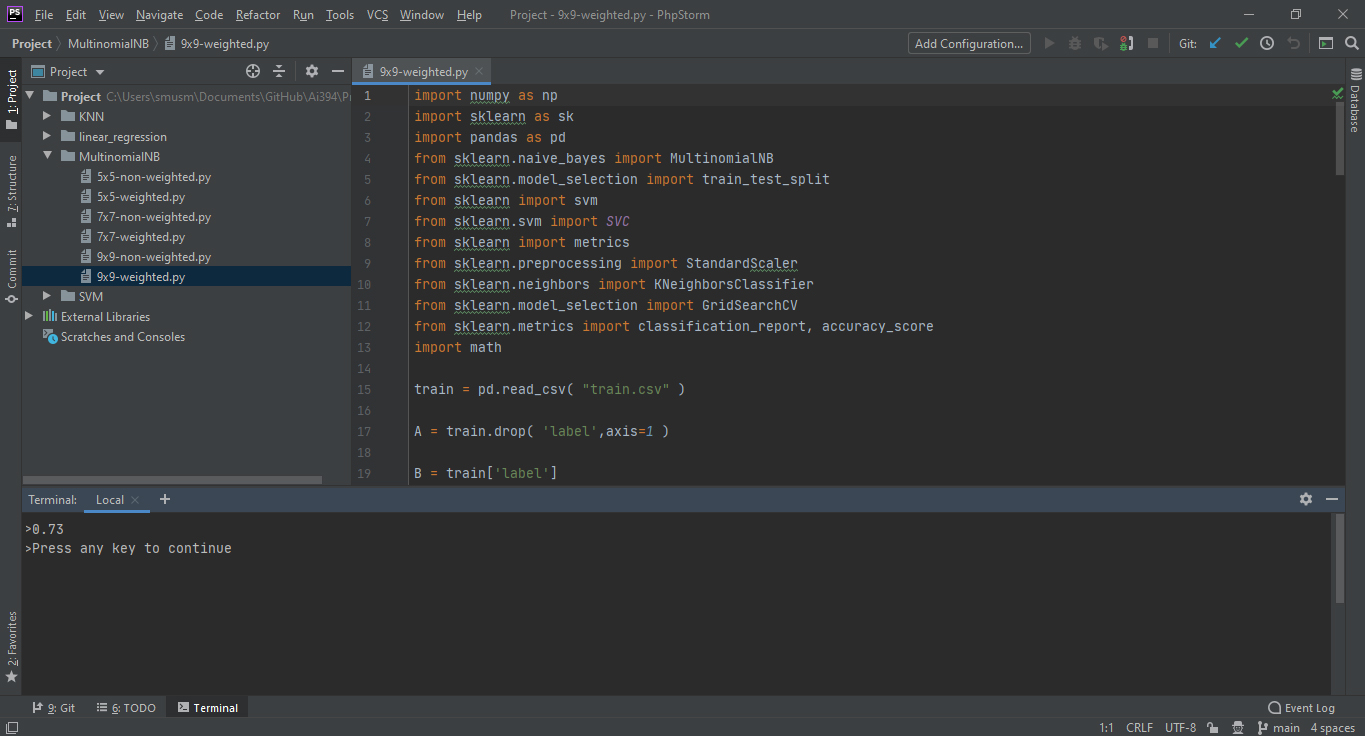 PS File Edit View Navigate Code Refactor Run Tools VCS Window Help Project - 9x9-weighted.py - PhpStorm
Project MultinomialNB 9x9-weighted.py Add Configuration... Git:
Project 9x9-weighted.py
1: Project
7: Structure
Commit
2: Favorites
Database
Project C:\Users\smusm\Documents\GitHub\Ai394\P
KNN
linear_regression
MultinomialNB
5x5-non-weighted.py
5x5-weighted.py
7x7-non-weighted.py
7x7-weighted.py
9x9-non-weighted.py
9x9-weighted.py
SVM
External Libraries
Scratches and Consoles
1 import numpy as np
2 import sklearn as sk
3 import pandas as pd
4 from sklearn.naive_bayes import MultinomialNB
5 from sklearn.model_selection import train_test_split
6 from sklearn import svm
7 from sklearn.svm import SVC
8 from sklearn import metrics
9 from sklearn.preprocessing import StandardScaler
10 from sklearn.neighbors import KNeighborsClassifier
11 from sklearn.model_selection import GridSearchCV
12 from sklearn.metrics import classification_report, accuracy_score
13 import math
14
15 train = pd.read_csv( "train.csv" )
16
17 A = train.drop( 'label',axis=1 )
18
19 B = train['label']
Terminal: Local
>0.73
>Press any key to continue
9: Git 6: TODO Terminal Event Log
1:1 CRLF UTF-8 main 4 spaces